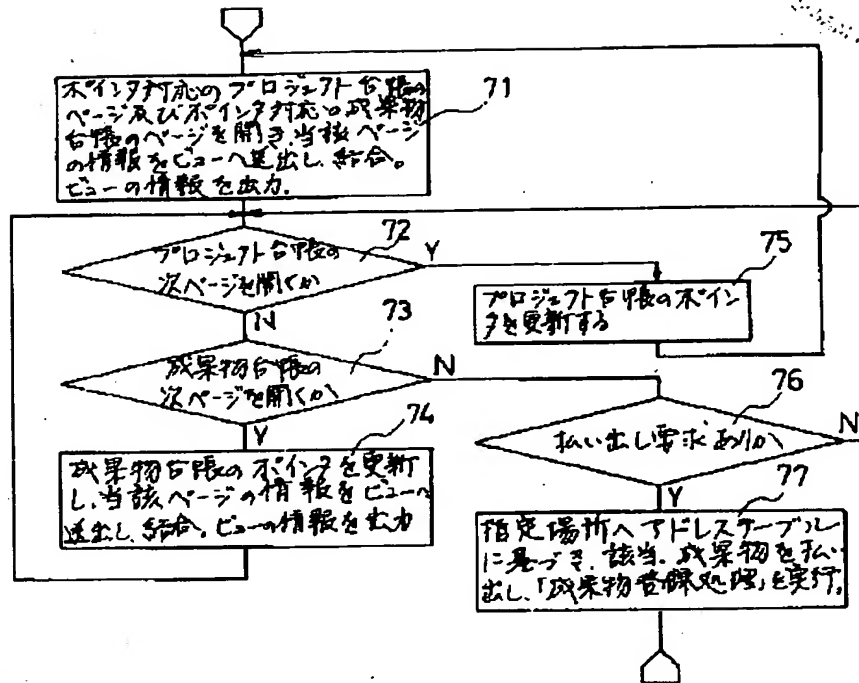 ポインタ対応のプロジェクト台帳の
ページ及びポインタ対応の成果物
台帳のページを開き、当該ページ
の情報をビューへ送出し、結合。
ビューの情報を出力.
71
プロジェクト台帳の
次ページを開くか
72
Y
N
プロジェクト台帳のポイン
タを更新する
75
成果物台帳の
次ページを開くか
73
N
Y
成果物台帳のポインタを更新
し、当該ページの情報をビューへ
送出し、結合。ビューの情報を出力
74
払い出し要求ありか
76
N
Y
指定場所へアドレステーブル
に基づき、該当、成果物を払い
出し、「成果物登録処理」を実行。
77